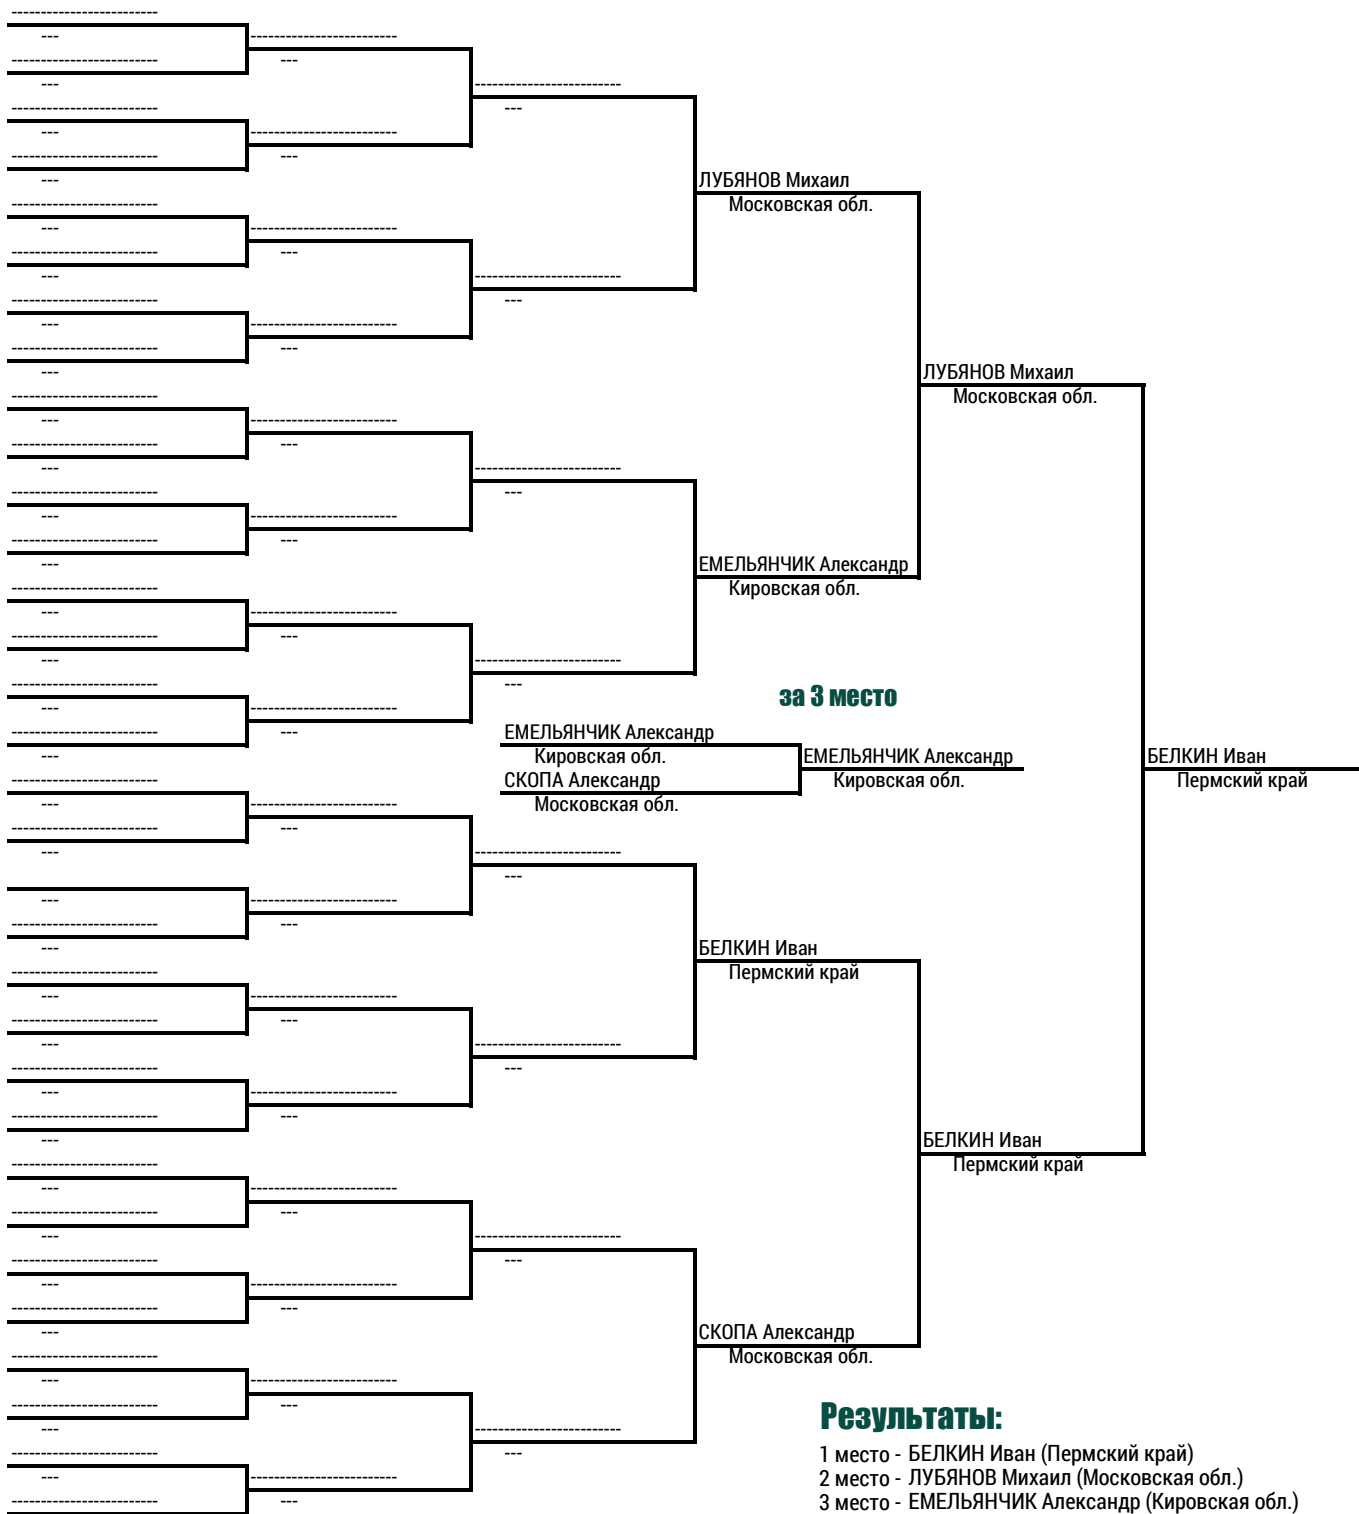 ЛУБЯНОВ Михаил
Московская обл.
ЛУБЯНОВ Михаил
Московская обл.
ЕМЕЛЬЯНЧИК Александр
Кировская обл.
за 3 место
ЕМЕЛЬЯНЧИК Александр
Кировская обл.
СКОПА Александр
Московская обл.
ЕМЕЛЬЯНЧИК Александр
Кировская обл.
БЕЛКИН Иван
Пермский край
БЕЛКИН Иван
Пермский край
БЕЛКИН Иван
Пермский край
СКОПА Александр
Московская обл.
Результаты:
1 место - БЕЛКИН Иван (Пермский край)
2 место - ЛУБЯНОВ Михаил (Московская обл.)
3 место - ЕМЕЛЬЯНЧИК Александр (Кировская обл.)